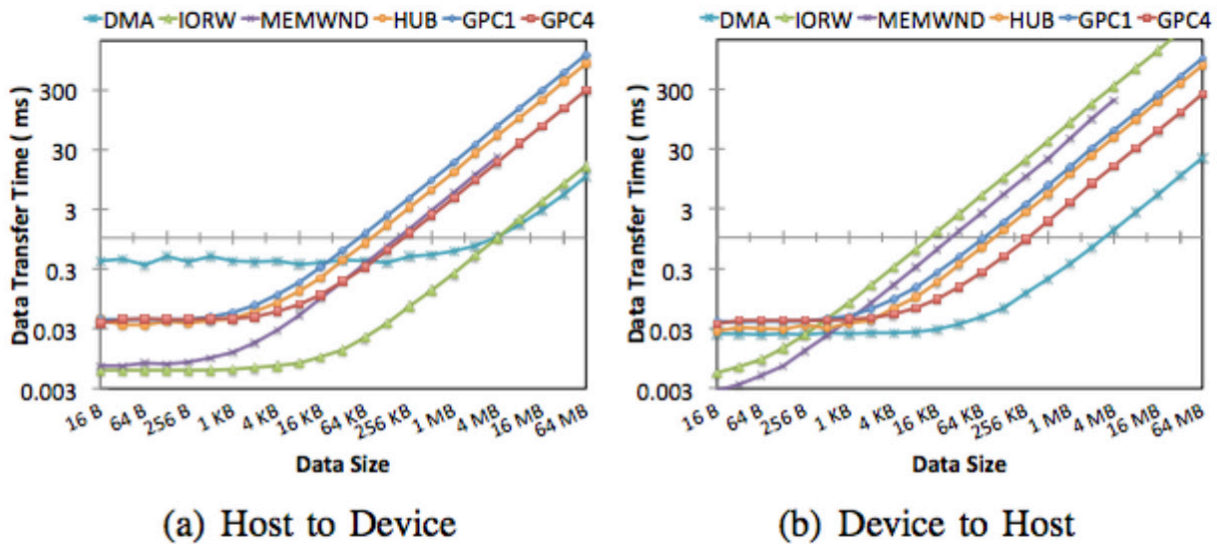 DMA IORW MEMWND HUB GPC1 GPC4
Data Transfer Time ( ms )
300
30
3
0.3
0.03
0.003
16 B 64 B 256 B 1 KB 4 KB 16 KB 64 KB 256 KB 1 MB 4 MB 16 MB 64 MB
Data Size
(a) Host to Device
DMA IORW MEMWND HUB GPC1 GPC4
Data Transfer Time ( ms )
300
30
3
0.3
0.03
0.003
16 B 64 B 256 B 1 KB 4 KB 16 KB 64 KB 256 KB 1 MB 4 MB 16 MB 64 MB
Data Size
(b) Device to Host